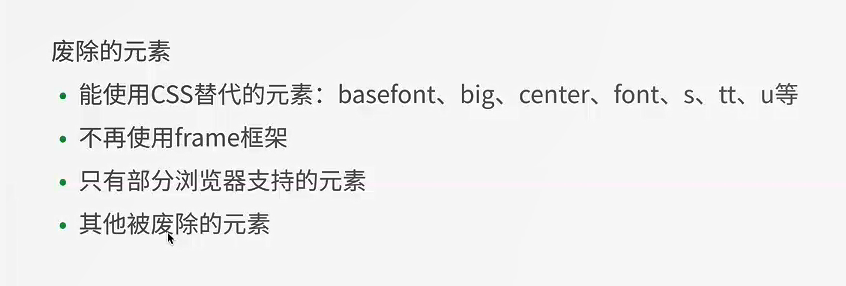 废除的元素
• 能使用CSS替代的元素：basefont、big、center、font、s、tt、u等
• 不再使用frame框架
• 只有部分浏览器支持的元素
• 其他被废除的元素